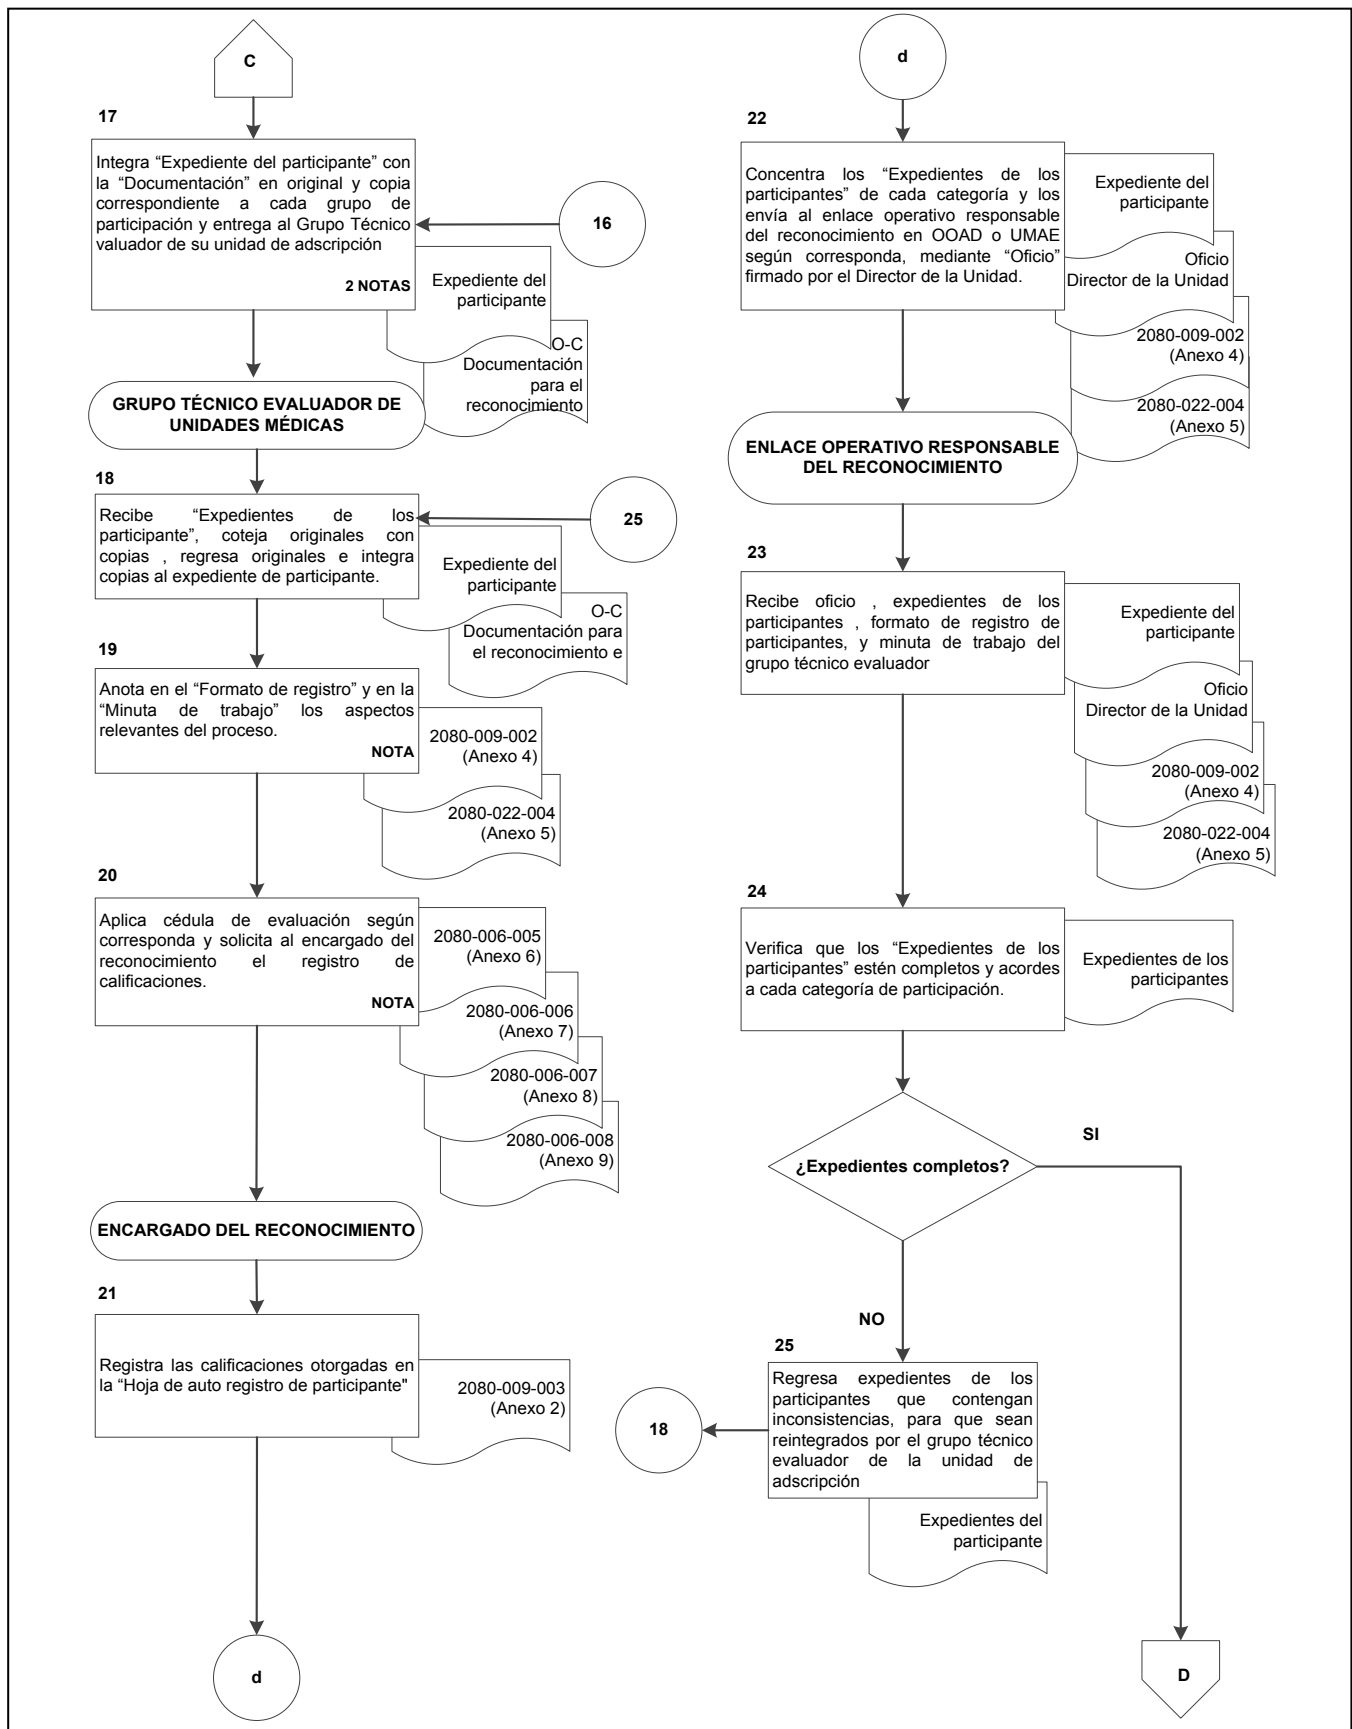 C
17
Integra “Expediente del participante” con
la “Documentación” en original y copia
correspondiente a cada grupo de
participación y entrega al Grupo Técnico
valuador de su unidad de adscripción
2 NOTAS
16
Expediente del
participante
O-C
Documentación
para el
reconocimiento
GRUPO TÉCNICO EVALUADOR DE
UNIDADES MÉDICAS
18
Recibe “Expedientes de los
participante”, coteja originales con
copias , regresa originales e integra
copias al expediente de participante.
25
Expediente del
participante
O-C
Documentación para
el reconocimiento e
19
Anota en el “Formato de registro” y en la
“Minuta de trabajo” los aspectos
relevantes del proceso.
NOTA
2080-009-002
(Anexo 4)
2080-022-004
(Anexo 5)
20
Aplica cédula de evaluación según
corresponda y solicita al encargado del
reconocimiento el registro de
calificaciones.
NOTA
2080-006-005
(Anexo 6)
2080-006-006
(Anexo 7)
2080-006-007
(Anexo 8)
2080-006-008
(Anexo 9)
ENCARGADO DEL RECONOCIMIENTO
21
Registra las calificaciones otorgadas en
la “Hoja de auto registro de participante"
2080-009-003
(Anexo 2)
d
d
22
Concentra los “Expedientes de los
participantes” de cada categoría y los
envía al enlace operativo responsable
del reconocimiento en OOAD o UMAE
según corresponda, mediante “Oficio”
firmado por el Director de la Unidad.
Expediente del
participante
Oficio
Director de la Unidad
2080-009-002
(Anexo 4)
2080-022-004
(Anexo 5)
ENLACE OPERATIVO RESPONSABLE
DEL RECONOCIMIENTO
23
Recibe oficio , expedientes de los
participantes , formato de registro de
participantes, y minuta de trabajo del
grupo técnico evaluador
Expediente del
participante
Oficio
Director de la Unidad
2080-009-002
(Anexo 4)
2080-022-004
(Anexo 5)
24
Verifica que los “Expedientes de los
participantes” estén completos y acordes
a cada categoría de participación.
Expedientes de los
participantes
¿Expedientes completos?
SI
NO
25
Regresa expedientes de los
participantes que contengan
inconsistencias, para que sean
reintegrados por el grupo técnico
evaluador de la unidad de
adscripción
18
Expedientes del
participante
D